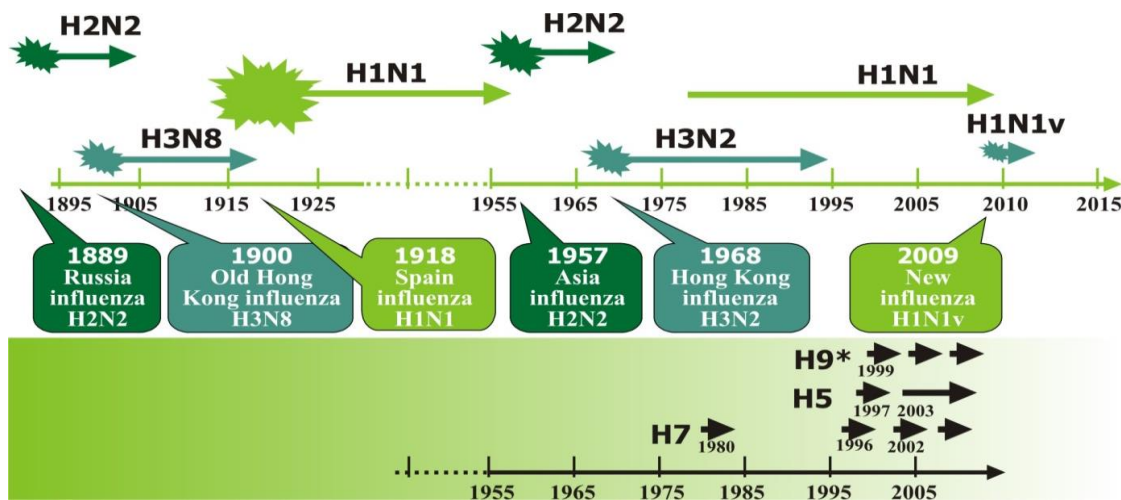 H2N2
H2N2
H1N1
H1N1
H3N8
H3N2
H1N1v
1895 1905 1915 1925 1955 1965 1975 1985 1995 2005 2010 2015
1889
Russia
influenza
H2N2
1900
Old Hong
Kong influenza
H3N8
1918
Spain
influenza
H1N1
1957
Asia
influenza
H2N2
1968
Hong Kong
influenza
H3N2
2009
New
influenza
H1N1v
H9*
1999
H5
1997 2003
H7
1980 1996 2002
1955 1965 1975 1985 1995 2005